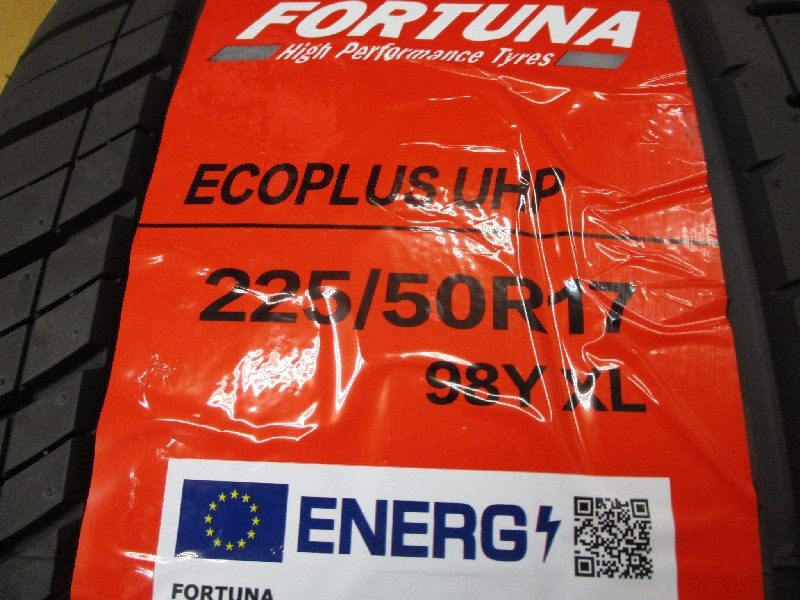 FORTUNA
High Performance Tyres
ECOPLUS UHP
225/50R17
98Y XL
ENERG
FORTUNA